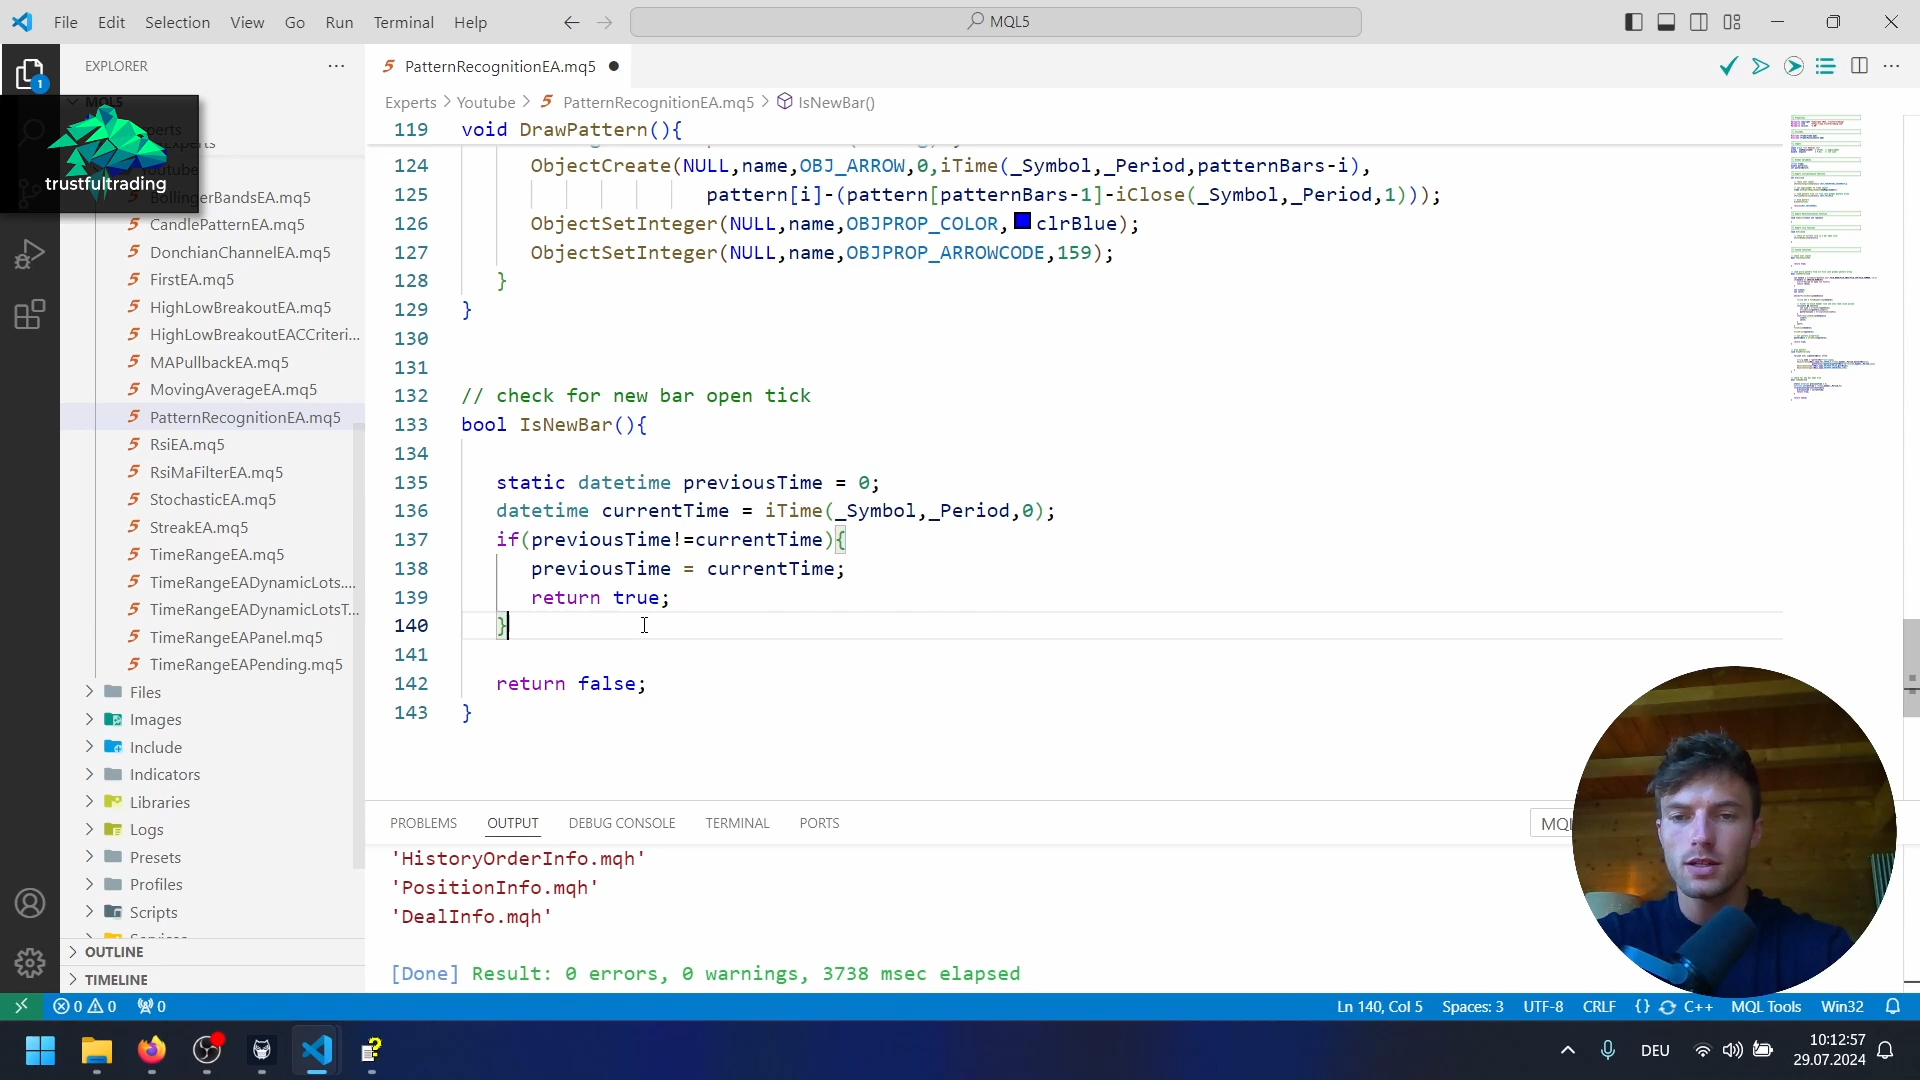 File Edit Selection View Go Run Terminal Help
MQL5
EXPLORER
PatternRecognitionEA.mq5
MQL5
Experts > Youtube > PatternRecognitionEA.mq5 > IsNewBar()
trustfultrading
BollingerBandsEA.mq5
CandlePatternEA.mq5
DonchianChannelEA.mq5
FirstEA.mq5
HighLowBreakoutEA.mq5
HighLowBreakoutEACCriteri...
MAPullbackEA.mq5
MovingAverageEA.mq5
PatternRecognitionEA.mq5
RsiEA.mq5
RsiMaFilterEA.mq5
StochasticEA.mq5
StreakEA.mq5
TimeRangeEA.mq5
TimeRangeEADynamicLots....
TimeRangeEADynamicLotsT...
TimeRangeEAPanel.mq5
TimeRangeEAPending.mq5
Files
Images
Include
Indicators
Libraries
Logs
Presets
Profiles
Scripts
OUTLINE
TIMELINE
119 void DrawPattern(){
124 ObjectCreate(NULL,name,OBJ_ARROW,0,iTime(_Symbol,_Period,patternBars-i),
125 pattern[i]-(pattern[patternBars-1]-iClose(_Symbol,_Period,1)));
126 ObjectSetInteger(NULL,name,OBJPROP_COLOR,clrBlue);
127 ObjectSetInteger(NULL,name,OBJPROP_ARROWCODE,159);
128 }
129 }
130
131
132 // check for new bar open tick
133 bool IsNewBar(){
134
135 static datetime previousTime = 0;
136 datetime currentTime = iTime(_Symbol,_Period,0);
137 if(previousTime!=currentTime){
138 previousTime = currentTime;
139 return true;
140 }
141
142 return false;
143 }
PROBLEMS OUTPUT DEBUG CONSOLE TERMINAL PORTS
'HistoryOrderInfo.mqh'
'PositionInfo.mqh'
'DealInfo.mqh'
[Done] Result: 0 errors, 0 warnings, 3738 msec elapsed
0 0 0 Ln 140, Col 5 Spaces: 3 UTF-8 CRLF {} C++ MQL Tools Win32
DEU
10:12:57
29.07.2024